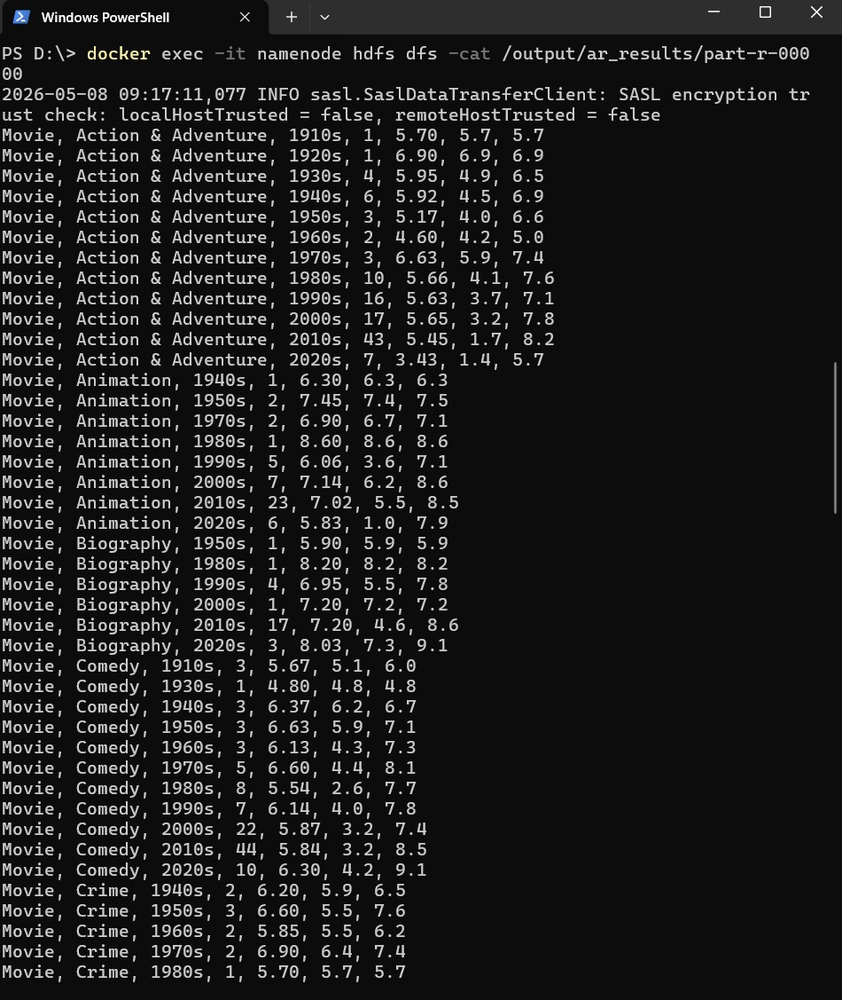 Windows PowerShell
PS D:\> docker exec -it namenode hdfs dfs -cat /output/ar_results/part-r-000
00
2026-05-08 09:17:11,077 INFO sasl.SaslDataTransferClient: SASL encryption tr
ust check: localHostTrusted = false, remoteHostTrusted = false
Movie, Action & Adventure, 1910s, 1, 5.70, 5.7, 5.7
Movie, Action & Adventure, 1920s, 1, 6.90, 6.9, 6.9
Movie, Action & Adventure, 1930s, 4, 5.95, 4.9, 6.5
Movie, Action & Adventure, 1940s, 6, 5.92, 4.5, 6.9
Movie, Action & Adventure, 1950s, 3, 5.17, 4.0, 6.6
Movie, Action & Adventure, 1960s, 2, 4.60, 4.2, 5.0
Movie, Action & Adventure, 1970s, 3, 6.63, 5.9, 7.4
Movie, Action & Adventure, 1980s, 10, 5.66, 4.1, 7.6
Movie, Action & Adventure, 1990s, 16, 5.63, 3.7, 7.1
Movie, Action & Adventure, 2000s, 17, 5.65, 3.2, 7.8
Movie, Action & Adventure, 2010s, 43, 5.45, 1.7, 8.2
Movie, Action & Adventure, 2020s, 7, 3.43, 1.4, 5.7
Movie, Animation, 1940s, 1, 6.30, 6.3, 6.3
Movie, Animation, 1950s, 2, 7.45, 7.4, 7.5
Movie, Animation, 1970s, 2, 6.90, 6.7, 7.1
Movie, Animation, 1980s, 1, 8.60, 8.6, 8.6
Movie, Animation, 1990s, 5, 6.06, 3.6, 7.1
Movie, Animation, 2000s, 7, 7.14, 6.2, 8.6
Movie, Animation, 2010s, 23, 7.02, 5.5, 8.5
Movie, Animation, 2020s, 6, 5.83, 1.0, 7.9
Movie, Biography, 1950s, 1, 5.90, 5.9, 5.9
Movie, Biography, 1980s, 1, 8.20, 8.2, 8.2
Movie, Biography, 1990s, 4, 6.95, 5.5, 7.8
Movie, Biography, 2000s, 1, 7.20, 7.2, 7.2
Movie, Biography, 2010s, 17, 7.20, 4.6, 8.6
Movie, Biography, 2020s, 3, 8.03, 7.3, 9.1
Movie, Comedy, 1910s, 3, 5.67, 5.1, 6.0
Movie, Comedy, 1930s, 1, 4.80, 4.8, 4.8
Movie, Comedy, 1940s, 3, 6.37, 6.2, 6.7
Movie, Comedy, 1950s, 3, 6.63, 5.9, 7.1
Movie, Comedy, 1960s, 3, 6.13, 4.3, 7.3
Movie, Comedy, 1970s, 5, 6.60, 4.4, 8.1
Movie, Comedy, 1980s, 8, 5.54, 2.6, 7.7
Movie, Comedy, 1990s, 7, 6.14, 4.0, 7.8
Movie, Comedy, 2000s, 22, 5.87, 3.2, 7.4
Movie, Comedy, 2010s, 44, 5.84, 3.2, 8.5
Movie, Comedy, 2020s, 10, 6.30, 4.2, 9.1
Movie, Crime, 1940s, 2, 6.20, 5.9, 6.5
Movie, Crime, 1950s, 3, 6.60, 5.5, 7.6
Movie, Crime, 1960s, 2, 5.85, 5.5, 6.2
Movie, Crime, 1970s, 2, 6.90, 6.4, 7.4
Movie, Crime, 1980s, 1, 5.70, 5.7, 5.7